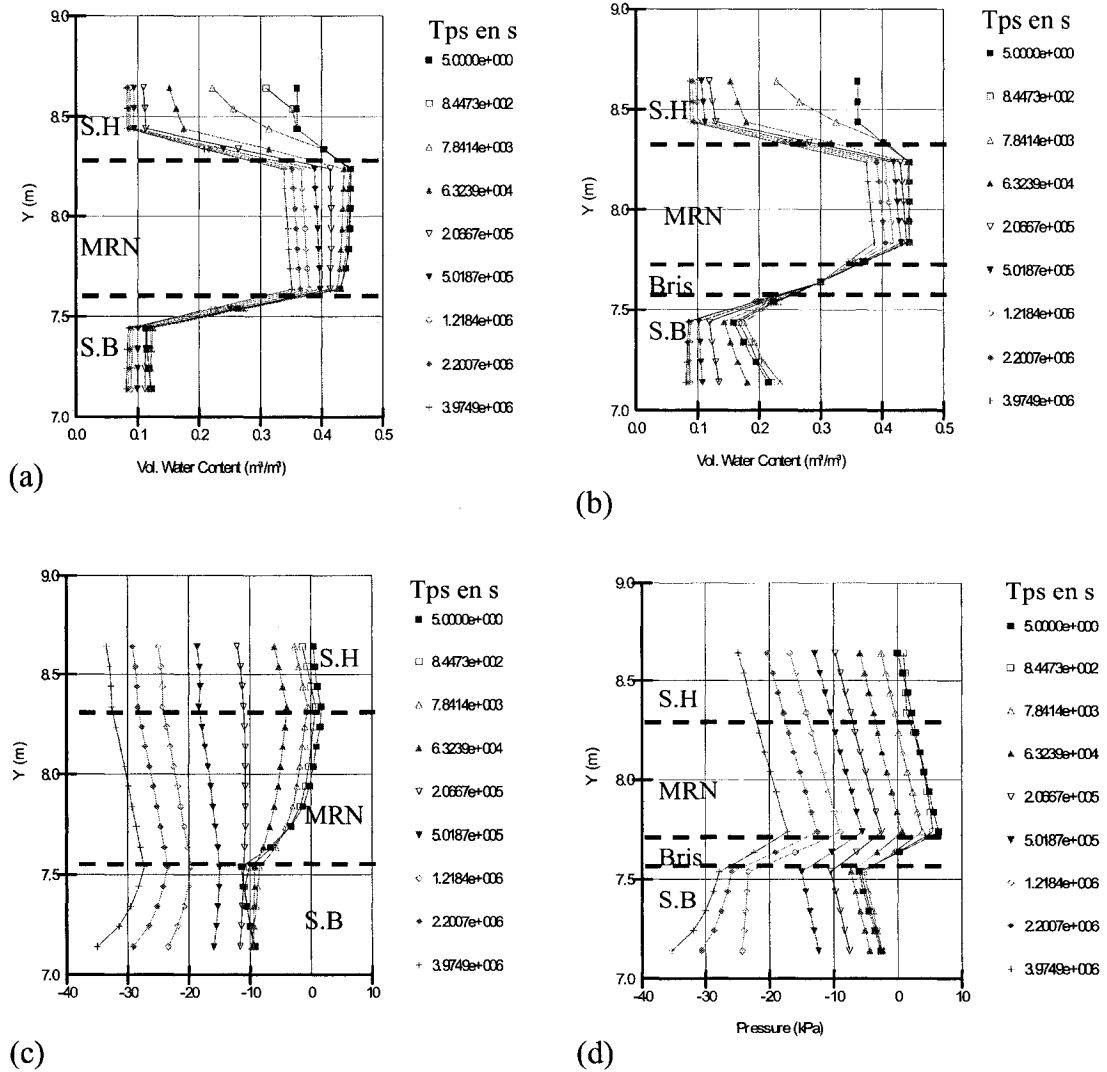 9.0
8.5
8.0
7.5
7.0
Y (m)
S.H
MRN
S.B
0.0 0.1 0.2 0.3 0.4 0.5
Vol. Water Content (m³/m³)
Tps en s
5.0000e+000
8.4473e+002
7.8414e+003
6.3239e+004
2.0667e+005
5.0187e+005
1.2184e+006
2.2007e+006
3.9749e+006
(a)
9.0
8.5
8.0
7.5
7.0
Y (m)
S.H
MRN
Bris
S.B
0.0 0.1 0.2 0.3 0.4 0.5
Vol. Water Content (m³/m³)
Tps en s
5.0000e+000
8.4473e+002
7.8414e+003
6.3239e+004
2.0667e+005
5.0187e+005
1.2184e+006
2.2007e+006
3.9749e+006
(b)
9.0
8.5
8.0
7.5
7.0
Y (m)
S.H
MRN
S.B
-40 -30 -20 -10 0 10
Tps en s
5.0000e+000
8.4473e+002
7.8414e+003
6.3239e+004
2.0667e+005
5.0187e+005
1.2184e+006
2.2007e+006
3.9749e+006
(c)
9.0
8.5
8.0
7.5
7.0
Y (m)
S.H
MRN
Bris
S.B
-40 -30 -20 -10 0 10
Pressure (kPa)
Tps en s
5.0000e+000
8.4473e+002
7.8414e+003
6.3239e+004
2.0667e+005
5.0187e+005
1.2184e+006
2.2007e+006
3.9749e+006
(d)